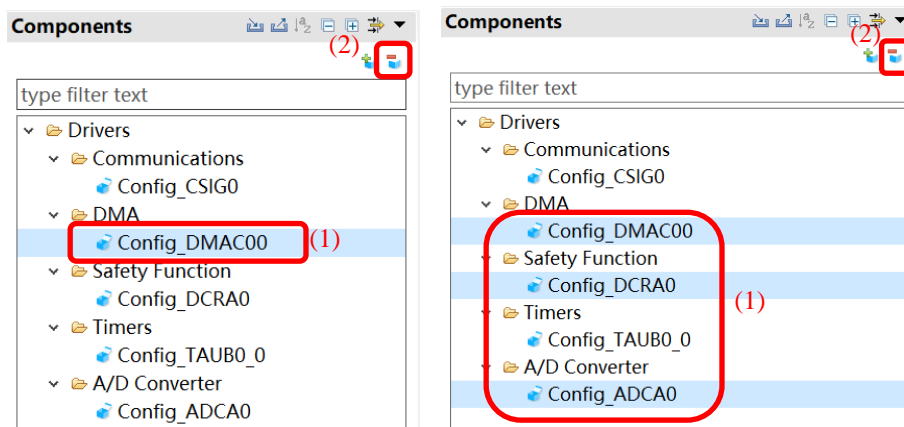 Components
(2)
type filter text
Drivers
Communications
Config_CSIG0
DMA
Config_DMAC00
(1)
Safety Function
Config_DCRA0
Timers
Config_TAUB0_0
A/D Converter
Config_ADCA0
Components
(2)
type filter text
Drivers
Communications
Config_CSIG0
DMA
Config_DMAC00
Safety Function
Config_DCRA0
(1)
Timers
Config_TAUB0_0
A/D Converter
Config_ADCA0